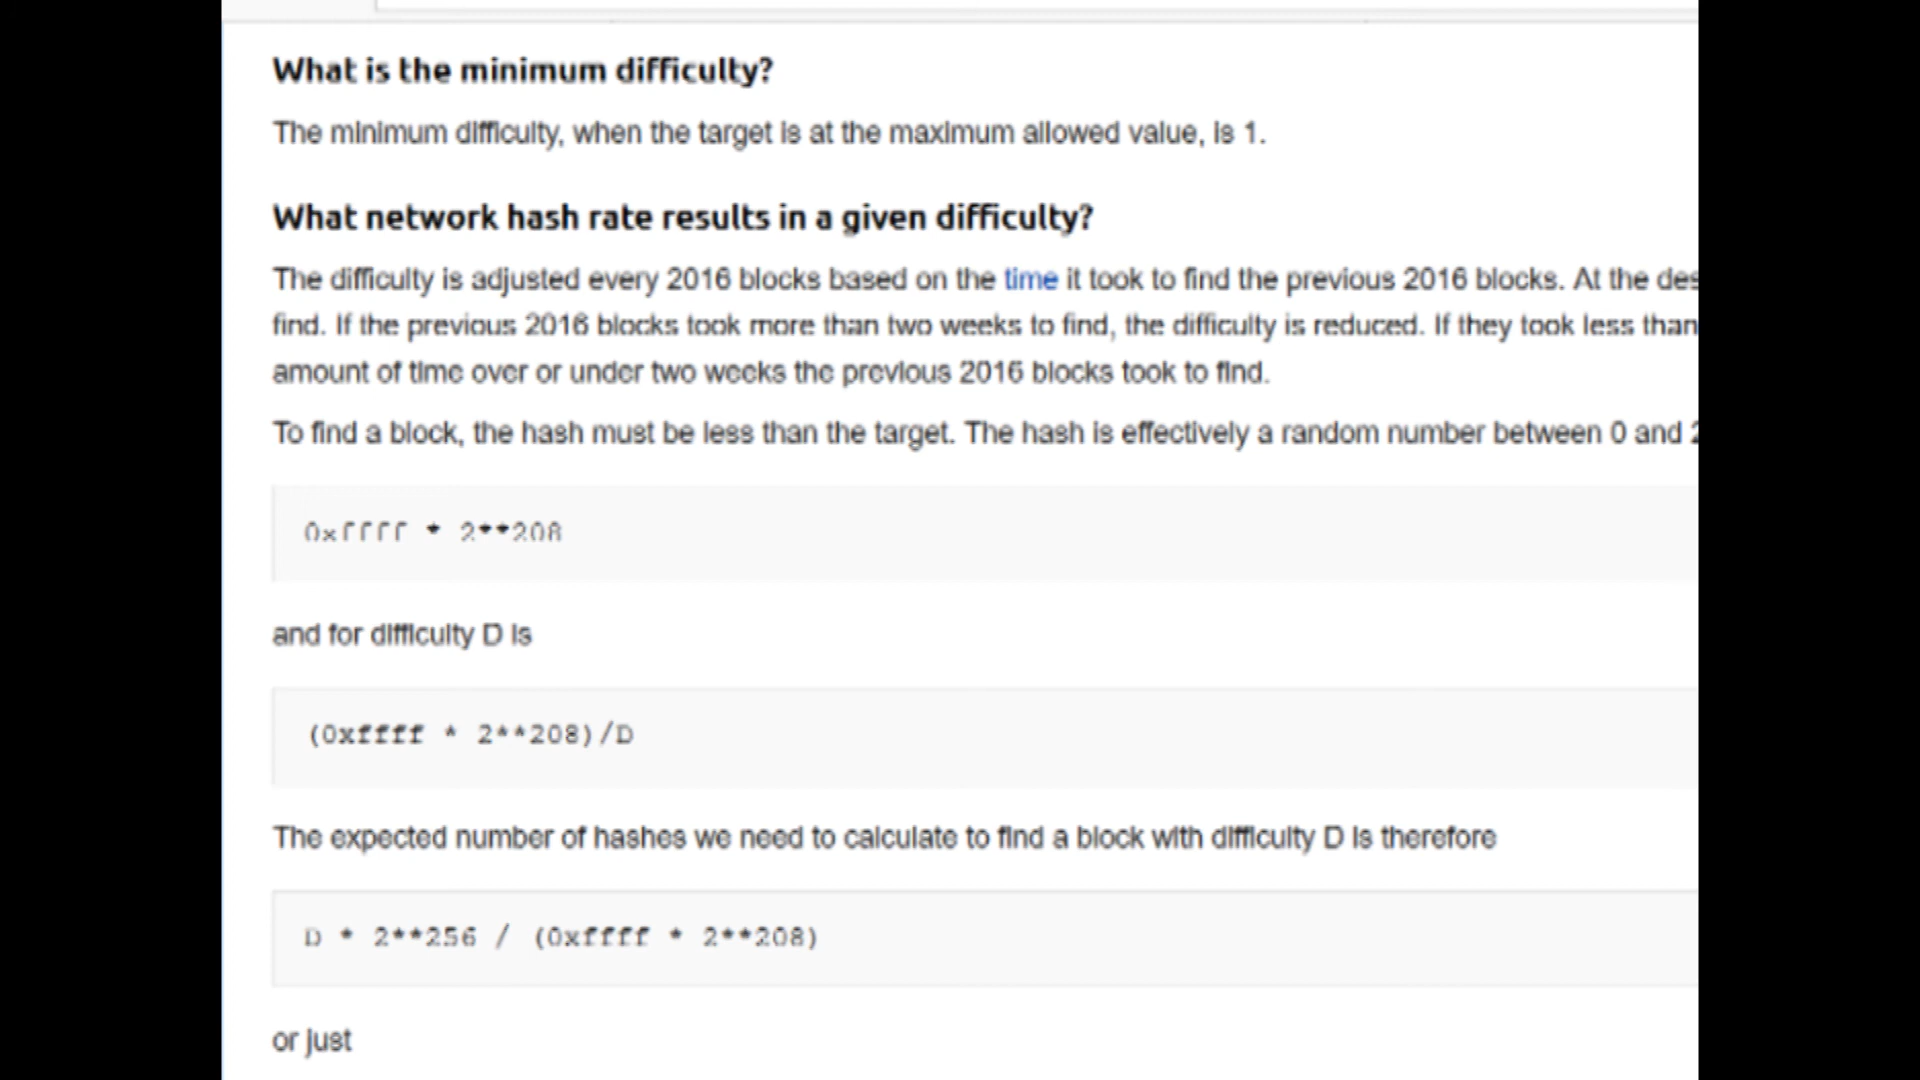 What is the minimum difficulty?
The minimum difficulty, when the target is at the maximum allowed value, is 1.
What network hash rate results in a given difficulty?
The difficulty is adjusted every 2016 blocks based on the time it took to find the previous 2016 blocks. At the des
find. If the previous 2016 blocks took more than two weeks to find, the difficulty is reduced. If they took less than
amount of time over or under two weeks the previous 2016 blocks took to find.
To find a block, the hash must be less than the target. The hash is effectively a random number between 0 and 2
0xffff * 2**208
and for difficulty D is
(0xffff * 2**208)/D
The expected number of hashes we need to calculate to find a block with difficulty D is therefore
D * 2**256 / (0xffff * 2**208)
or just